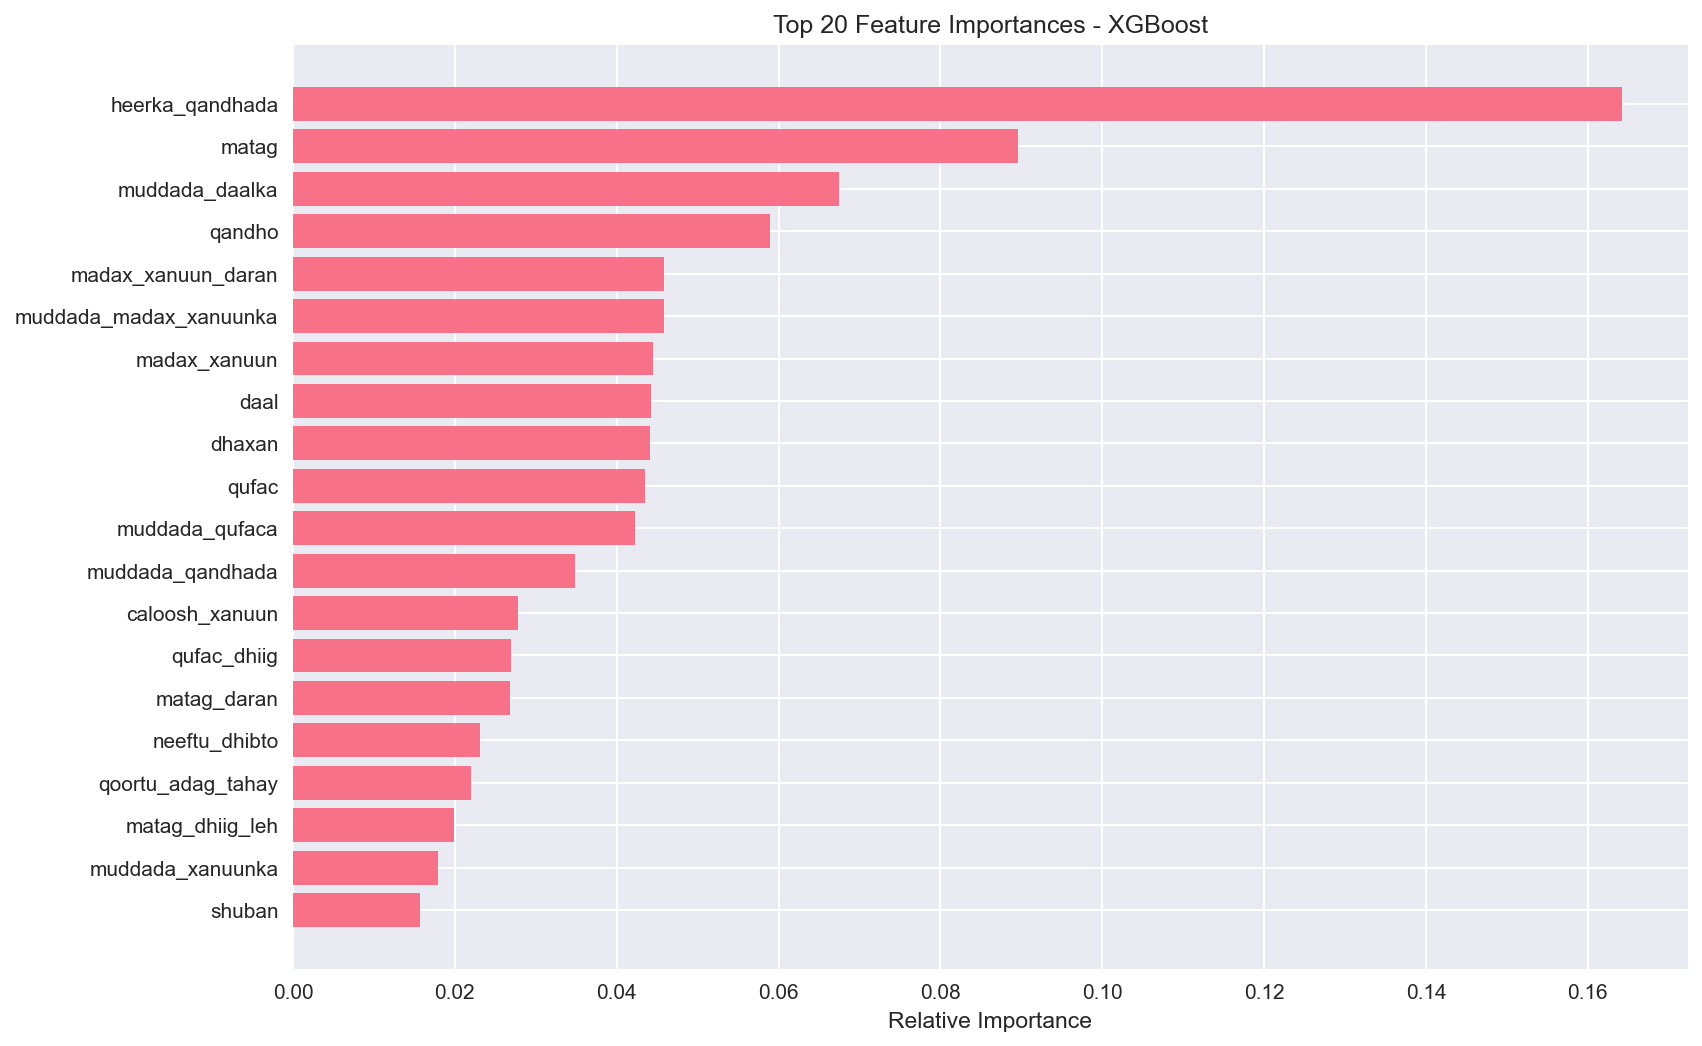 Top 20 Feature Importances - XGBoost
heerka_qandhada
matag
muddada_daalka
qandho
madax_xanuun_daran
muddada_madax_xanuunka
madax_xanuun
daal
dhaxan
qufac
muddada_qufaca
muddada_qandhada
caloosh_xanuun
qufac_dhiig
matag_daran
neeftu_dhibto
qoortu_adag_tahay
matag_dhiig_leh
muddada_xanuunka
shuban
0.00 0.02 0.04 0.06 0.08 0.10 0.12 0.14 0.16
Relative Importance